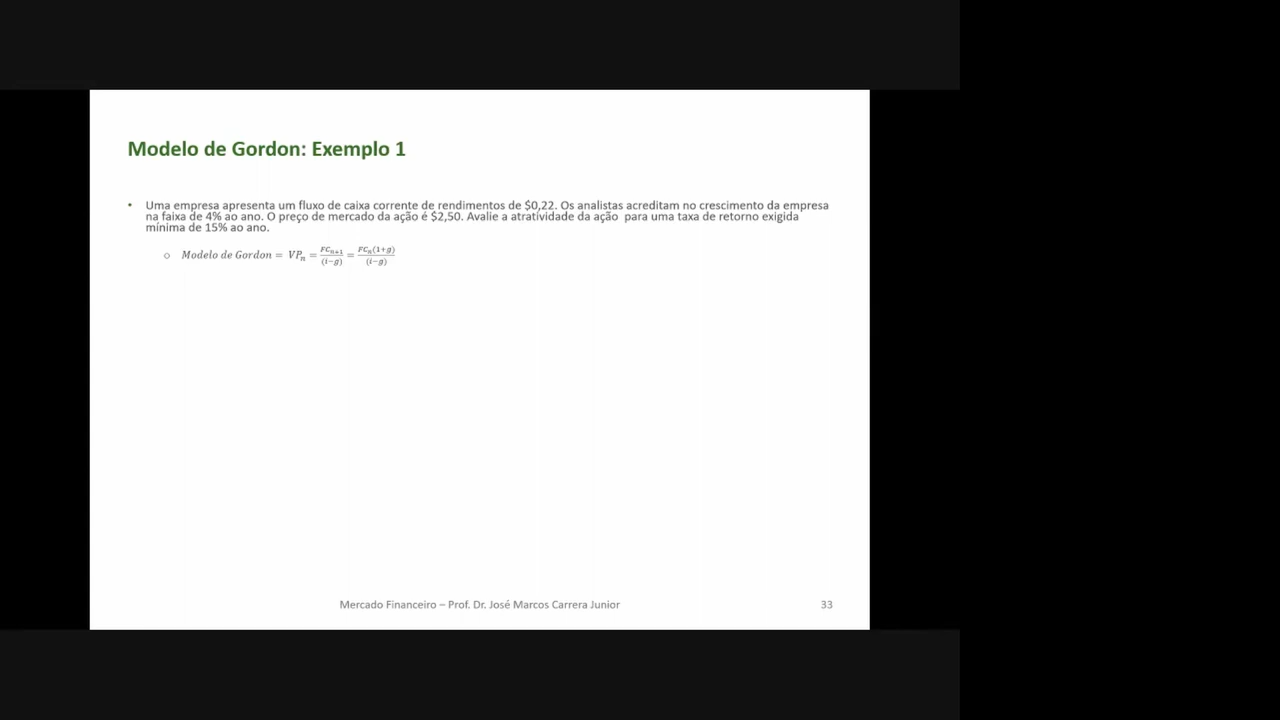 Modelo de Gordon: Exemplo 1
• Uma empresa apresenta um fluxo de caixa corrente de rendimentos de $0,22. Os analistas acreditam no crescimento da empresa
na faixa de 4% ao ano. O preço de mercado da ação é $2,50. Avalie a atratividade da ação para uma taxa de retorno exigida
mínima de 15% ao ano.
○ Modelo de Gordon = VPₙ = FCₙ₊₁/(i−g) = FCₙ(1+g)/(i−g)
Mercado Financeiro – Prof. Dr. José Marcos Carrera Junior
33